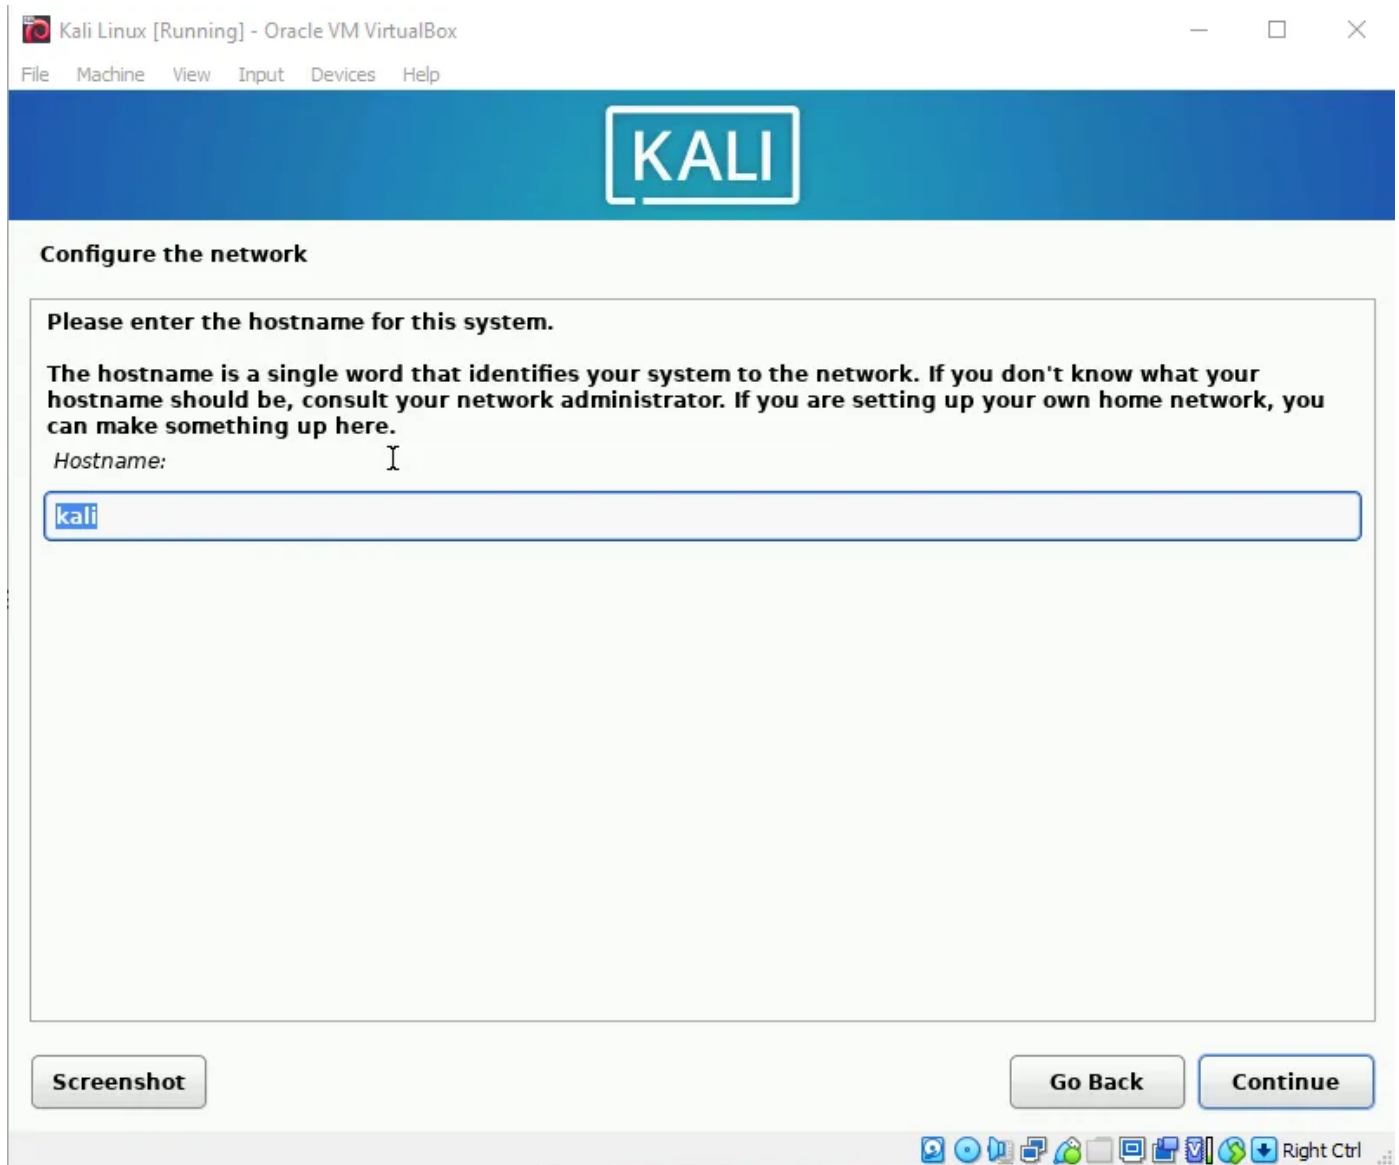 Kali Linux [Running] - Oracle VM VirtualBox
File Machine View Input Devices Help
KALI
Configure the network
Please enter the hostname for this system.
The hostname is a single word that identifies your system to the network. If you don't know what your
hostname should be, consult your network administrator. If you are setting up your own home network, you
can make something up here.
Hostname:
kali
Screenshot Go Back Continue
Right Ctrl